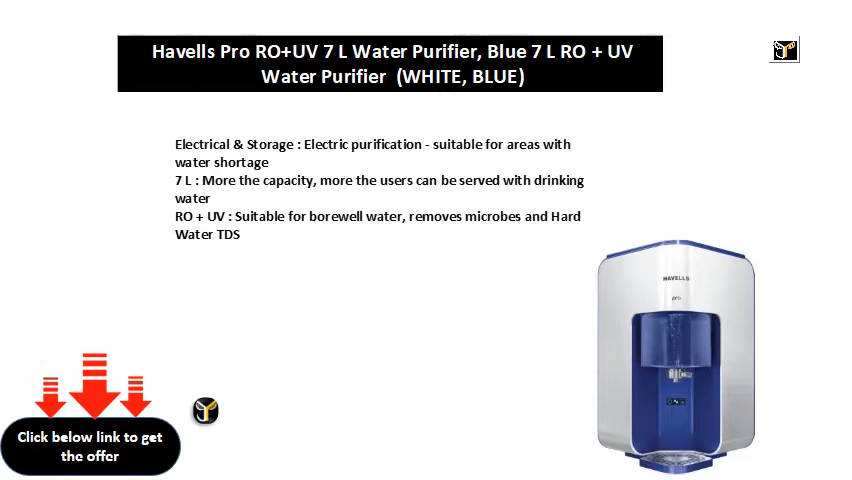 Havells Pro RO+UV 7 L Water Purifier, Blue 7 L RO + UV
Water Purifier (WHITE, BLUE)
Electrical & Storage : Electric purification - suitable for areas with
water shortage
7 L : More the capacity, more the users can be served with drinking
water
RO + UV : Suitable for borewell water, removes microbes and Hard
Water TDS
HAVELLS
pro
Click below link to get
the offer